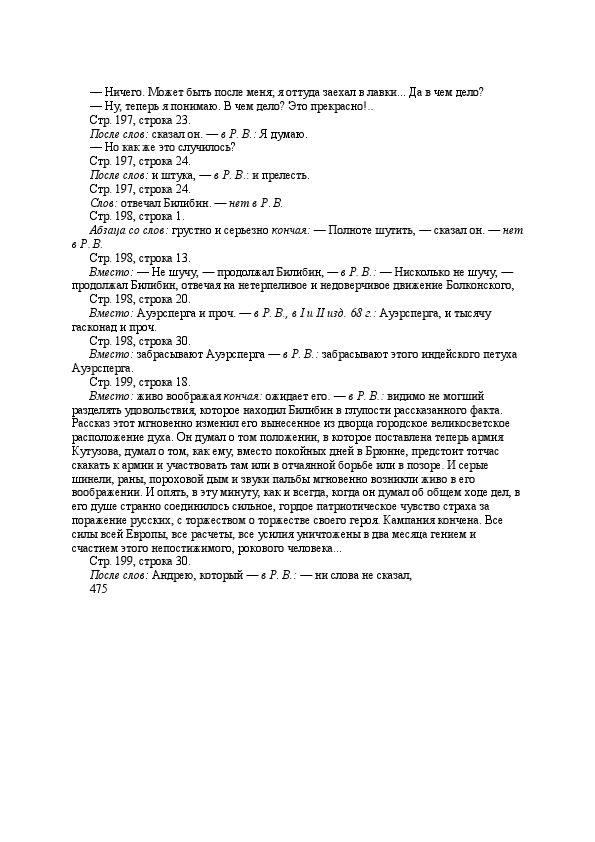 — Ничего. Может быть после меня; я оттуда заехал в лавки... Да в чем дело?
— Ну, теперь я понимаю. В чем дело? Это прекрасно!..
Стр. 197, строка 23.
После слов: сказал он. — в Р. В.: Я думаю.
— Но как же это случилось?
Стр. 197, строка 24.
После слов: и штука, — в Р. В.: и прелесть.
Стр. 197, строка 24.
Слов: отвечал Билибин. — нет в Р. В.
Стр. 198, строка 1.
Абзаца со слов: грустно и серьезно кончая: — Полноте шутить, — сказал он. — нет
в Р. В.
Стр. 198, строка 13.
Вместо: — Не шучу, — продолжал Билибин, — в Р. В.: — Нисколько не шучу, —
продолжал Билибин, отвечая на нетерпеливое и недоверчивое движение Болконского,
Стр. 198, строка 20.
Вместо: Ауэрсперга и проч. — в Р. В., в I и II изд. 68 г.: Ауэрсперга, и тысячу
гасконад и проч.
Стр. 198, строка 30.
Вместо: забрасывают Ауэрсперга — в Р. В.: забрасывают этого индейского петуха
Ауэрсперга.
Стр. 199, строка 18.
Вместо: живо воображая кончая: ожидает его. — в Р. В.: видимо не могший
разделять удовольствия, которое находил Билибин в глупости рассказанного факта.
Рассказ этот мгновенно изменил его вынесенное из дворца городское великосветское
расположение духа. Он думал о том положении, в которое поставлена теперь армия
Кутузова, думал о том, как ему, вместо покойных дней в Брюнне, предстоит тотчас
скакать к армии и участвовать там или в отчаянной борьбе или в позоре. И серые
шинели, раны, пороховой дым и звуки пальбы мгновенно возникли живо в его
воображении. И опять, в эту минуту, как и всегда, когда он думал об общем ходе дел, в
его душе странно соединилось сильное, гордое патриотическое чувство страха за
поражение русских, с торжеством о торжестве своего героя. Кампания кончена. Все
силы всей Европы, все расчеты, все усилия уничтожены в два месяца гением и
счастием этого непостижимого, рокового человека...
Стр. 199, строка 30.
После слов: Андрею, который — в Р. В.: — ни слова не сказал,
475